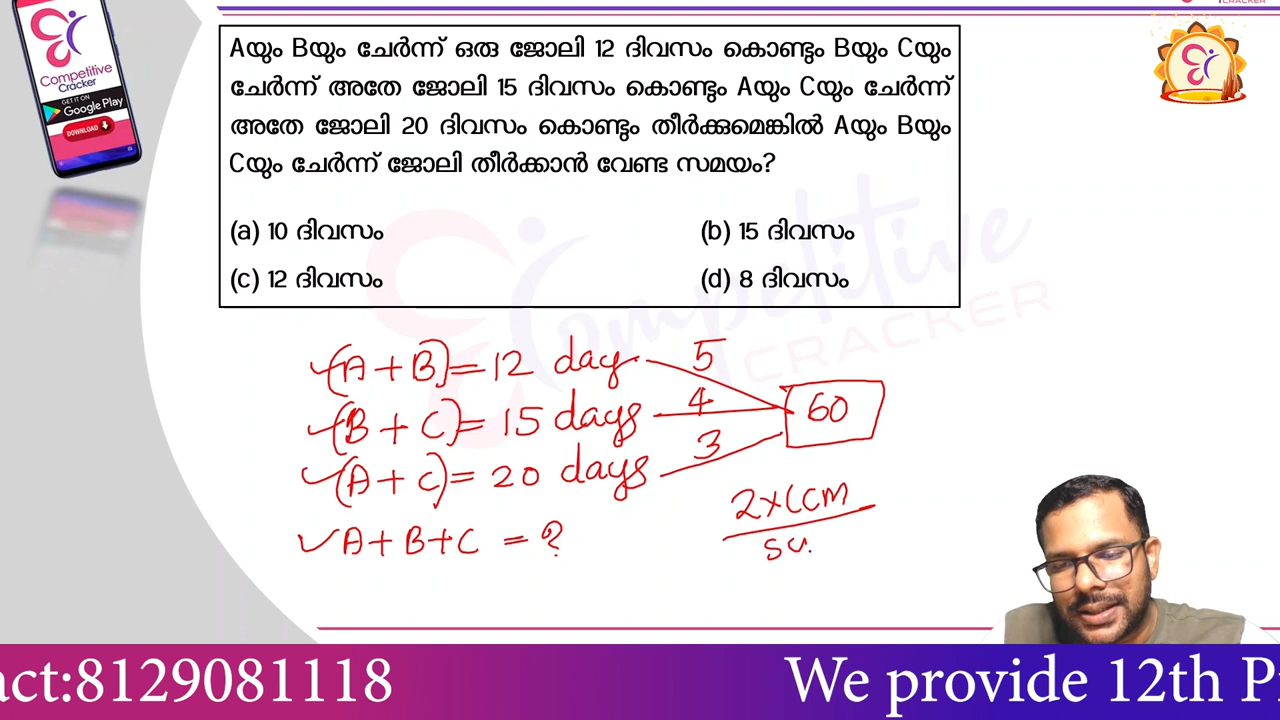 CRACKER
Competitive
Cracker
GET IT ON
Google Play
DOWNLOAD
Aയും Bയും ചേർന്ന് ഒരു ജോലി 12 ദിവസം കൊണ്ടും Bയും Cയും
ചേർന്ന് അതേ ജോലി 15 ദിവസം കൊണ്ടും Aയും Cയും ചേർന്ന്
അതേ ജോലി 20 ദിവസം കൊണ്ടും തീർക്കുമെങ്കിൽ Aയും Bയും
Cയും ചേർന്ന് ജോലി തീർക്കാൻ വേണ്ട സമയം?
(a) 10 ദിവസം (b) 15 ദിവസം
(c) 12 ദിവസം (d) 8 ദിവസം
Competitive
CRACKER
(A+B)=12 day 5
(B+C)=15 days 4 60
(A+C)=20 days 3
2×LCM
A+B+C=?
su
act:8129081118 We provide 12th P